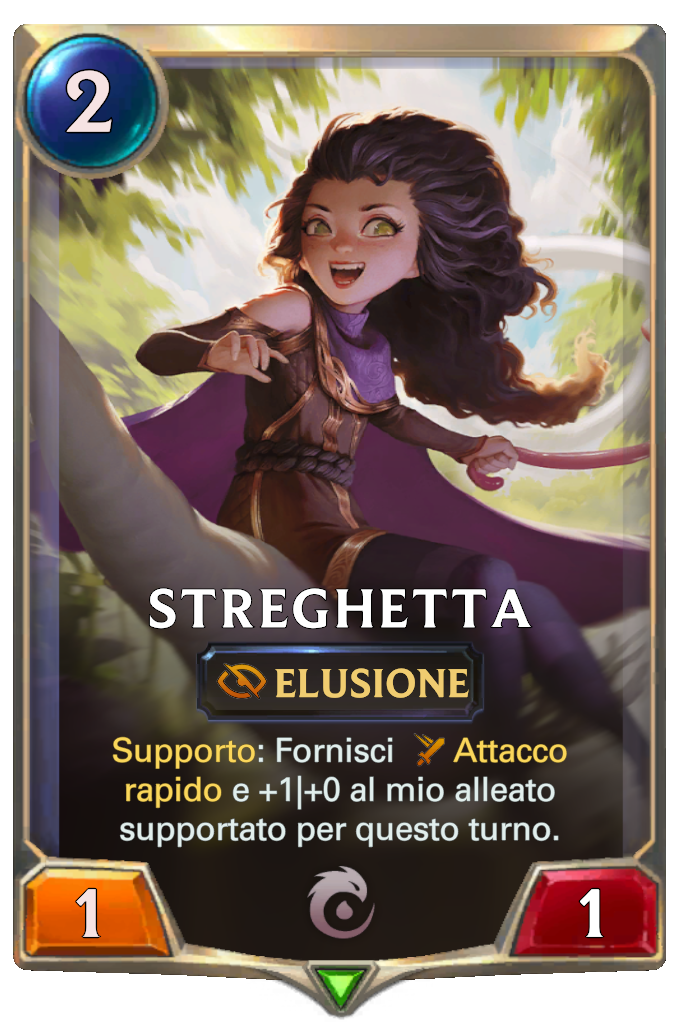 2
STREGHETTA
ELUSIONE
Supporto: Fornisci Attacco
rapido e +1|+0 al mio alleato
supportato per questo turno.
1 1